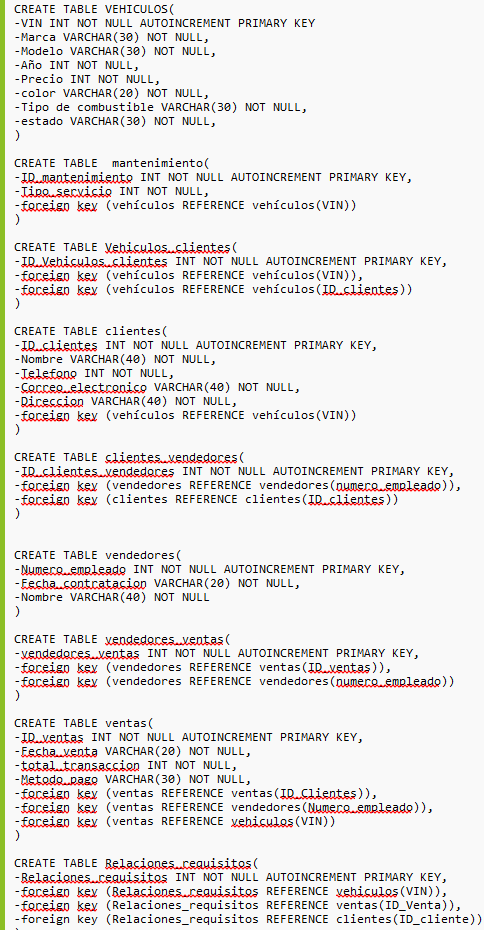 CREATE TABLE VEHICULOS(
-VIN INT NOT NULL AUTOINCREMENT PRIMARY KEY
-Marca VARCHAR(30) NOT NULL,
-Modelo VARCHAR(30) NOT NULL,
-Año INT NOT NULL,
-Precio INT NOT NULL,
-color VARCHAR(20) NOT NULL,
-Tipo de combustible VARCHAR(30) NOT NULL,
-estado VARCHAR(30) NOT NULL,
)
CREATE TABLE  mantenimiento(
-ID_mantenimiento INT NOT NULL AUTOINCREMENT PRIMARY KEY,
-Tipo_servicio INT NOT NULL,
-foreign key (vehículos REFERENCE vehículos(VIN))
)
CREATE TABLE Vehiculos_clientes(
-ID_Vehiculos_clientes INT NOT NULL AUTOINCREMENT PRIMARY KEY,
-foreign key (vehículos REFERENCE vehículos(VIN)),
-foreign key (vehículos REFERENCE vehículos(ID_clientes))
)
CREATE TABLE clientes(
-ID_clientes INT NOT NULL AUTOINCREMENT PRIMARY KEY,
-Nombre VARCHAR(40) NOT NULL,
-Telefono INT NOT NULL,
-Correo_electronico VARCHAR(40) NOT NULL,
-Direccion VARCHAR(40) NOT NULL,
-foreign key (vehículos REFERENCE vehículos(VIN))
)
CREATE TABLE clientes_vendedores(
-ID_clientes_vendedores INT NOT NULL AUTOINCREMENT PRIMARY KEY,
-foreign key (vendedores REFERENCE vendedores(numero_empleado)),
-foreign key (clientes REFERENCE clientes(ID_clientes))
)
CREATE TABLE vendedores(
-Numero_empleado INT NOT NULL AUTOINCREMENT PRIMARY KEY,
-Fecha_contratacion VARCHAR(20) NOT NULL,
-Nombre VARCHAR(40) NOT NULL
)
CREATE TABLE vendedores_ventas(
-vendedores_ventas INT NOT NULL AUTOINCREMENT PRIMARY KEY,
-foreign key (vendedores REFERENCE ventas(ID_ventas)),
-foreign key (vendedores REFERENCE vendedores(numero_empleado))
)
CREATE TABLE ventas(
-ID_ventas INT NOT NULL AUTOINCREMENT PRIMARY KEY,
-Fecha_venta VARCHAR(20) NOT NULL,
-total_transaccion INT NOT NULL,
-Metodo_pago VARCHAR(30) NOT NULL,
-foreign key (ventas REFERENCE ventas(ID_Clientes)),
-foreign key (ventas REFERENCE vendedores(Numero_empleado)),
-foreign key (ventas REFERENCE vehiculos(VIN))
)
CREATE TABLE Relaciones_requisitos(
-Relaciones_requisitos INT NOT NULL AUTOINCREMENT PRIMARY KEY,
-foreign key (Relaciones_requisitos REFERENCE vehiculos(VIN)),
-foreign key (Relaciones_requisitos REFERENCE ventas(ID_Venta)),
-foreign key (Relaciones_requisitos REFERENCE clientes(ID_cliente))
)